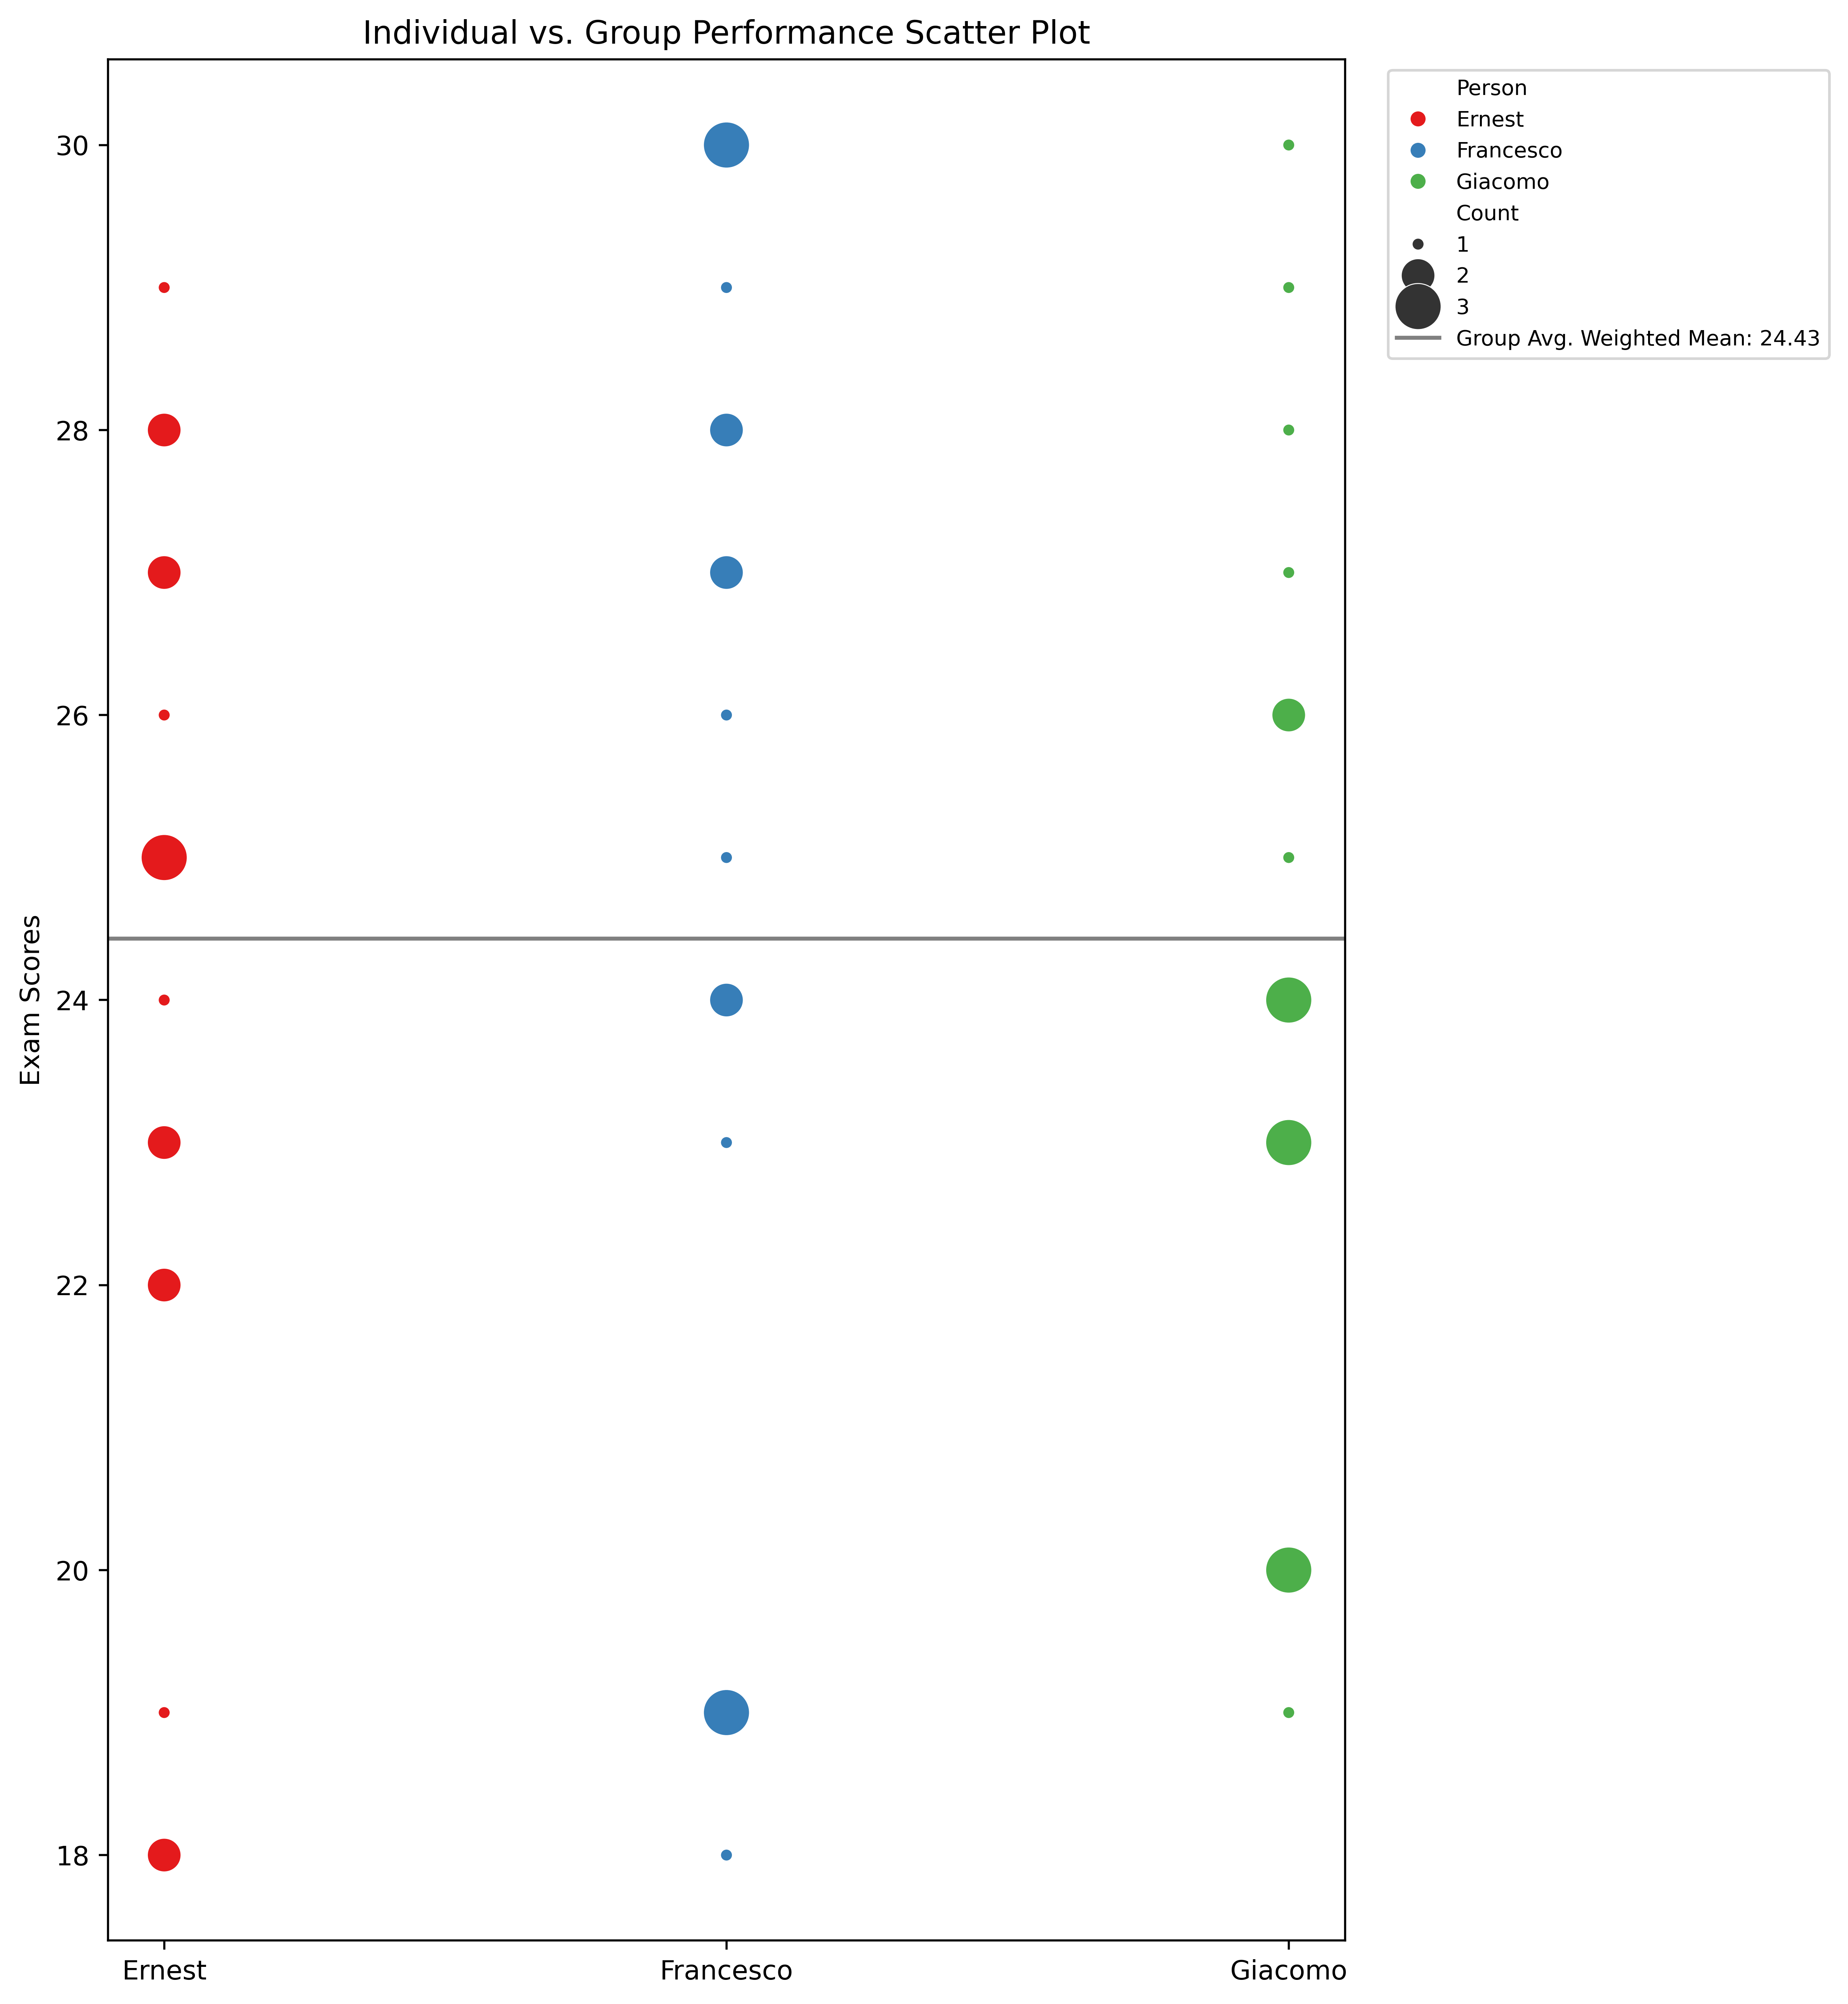 Individual vs. Group Performance Scatter Plot
Person
Ernest
Francesco
Giacomo
Count
1
2
3
Group Avg. Weighted Mean: 24.43
Exam Scores
30
28
26
24
22
20
18
Ernest
Francesco
Giacomo